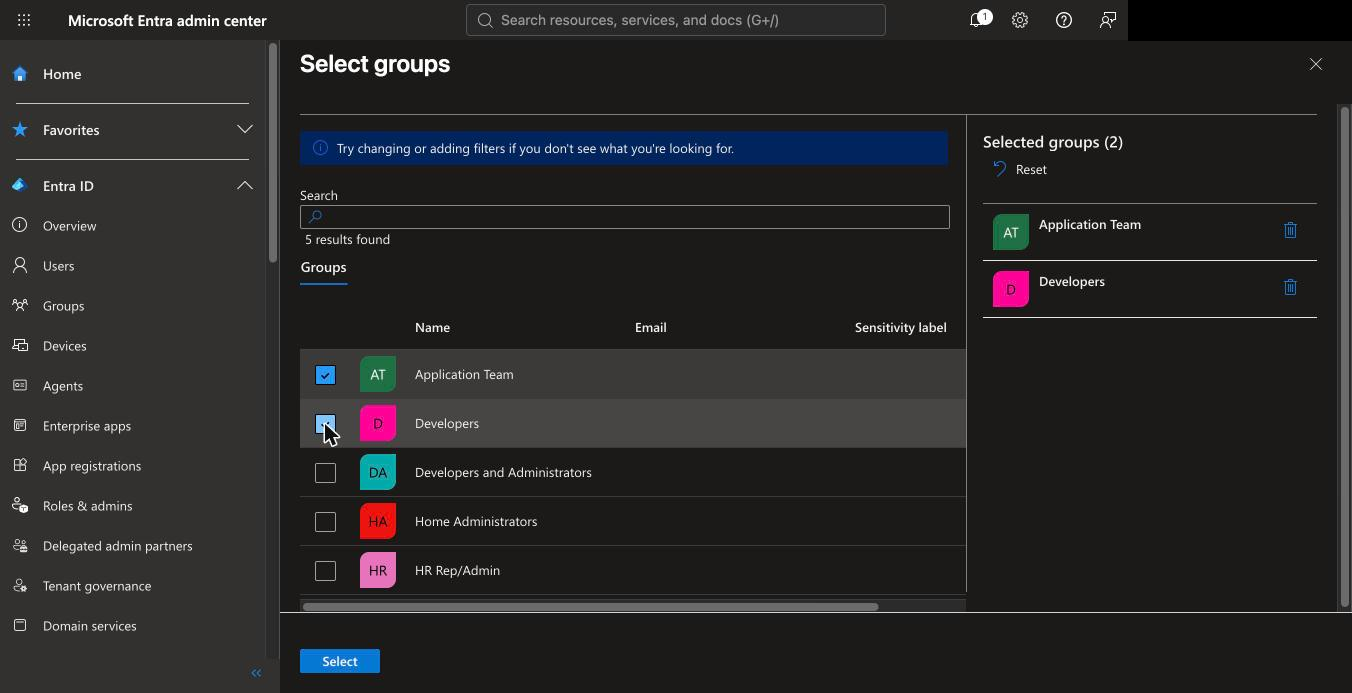 Microsoft Entra admin center
Search resources, services, and docs (G+/)
1
Home
Favorites
Entra ID
Overview
Users
Groups
Devices
Agents
Enterprise apps
App registrations
Roles & admins
Delegated admin partners
Tenant governance
Domain services
Select groups
Try changing or adding filters if you don't see what you're looking for.
Search
5 results found
Groups
Name Email Sensitivity label
AT Application Team
D Developers
DA Developers and Administrators
HA Home Administrators
HR HR Rep/Admin
Select
Selected groups (2)
Reset
AT Application Team
D Developers